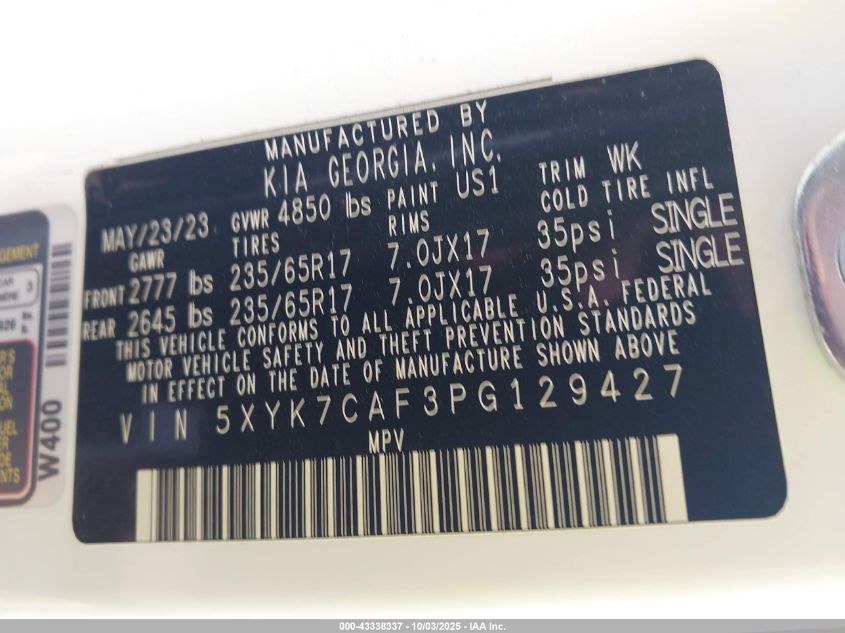 MANUFACTURED BY
KIA GEORGIA, INC.
MAY/23/23 GVWR 4850 lbs PAINT US1 TRIM WK
GAWR TIRES RIMS COLD TIRE INFL
FRONT 2777 lbs 235/65R17 7.0JX17 35psi SINGLE
REAR 2645 lbs 235/65R17 7.0JX17 35psi SINGLE
THIS VEHICLE CONFORMS TO ALL APPLICABLE U.S.A. FEDERAL
MOTOR VEHICLE SAFETY AND THEFT PREVENTION STANDARDS
IN EFFECT ON THE DATE OF MANUFACTURE SHOWN ABOVE
VIN 5XYK7CAF3PG129427
MPV
W400
3
000-43338337 - 10/03/2025 - IAA Inc.